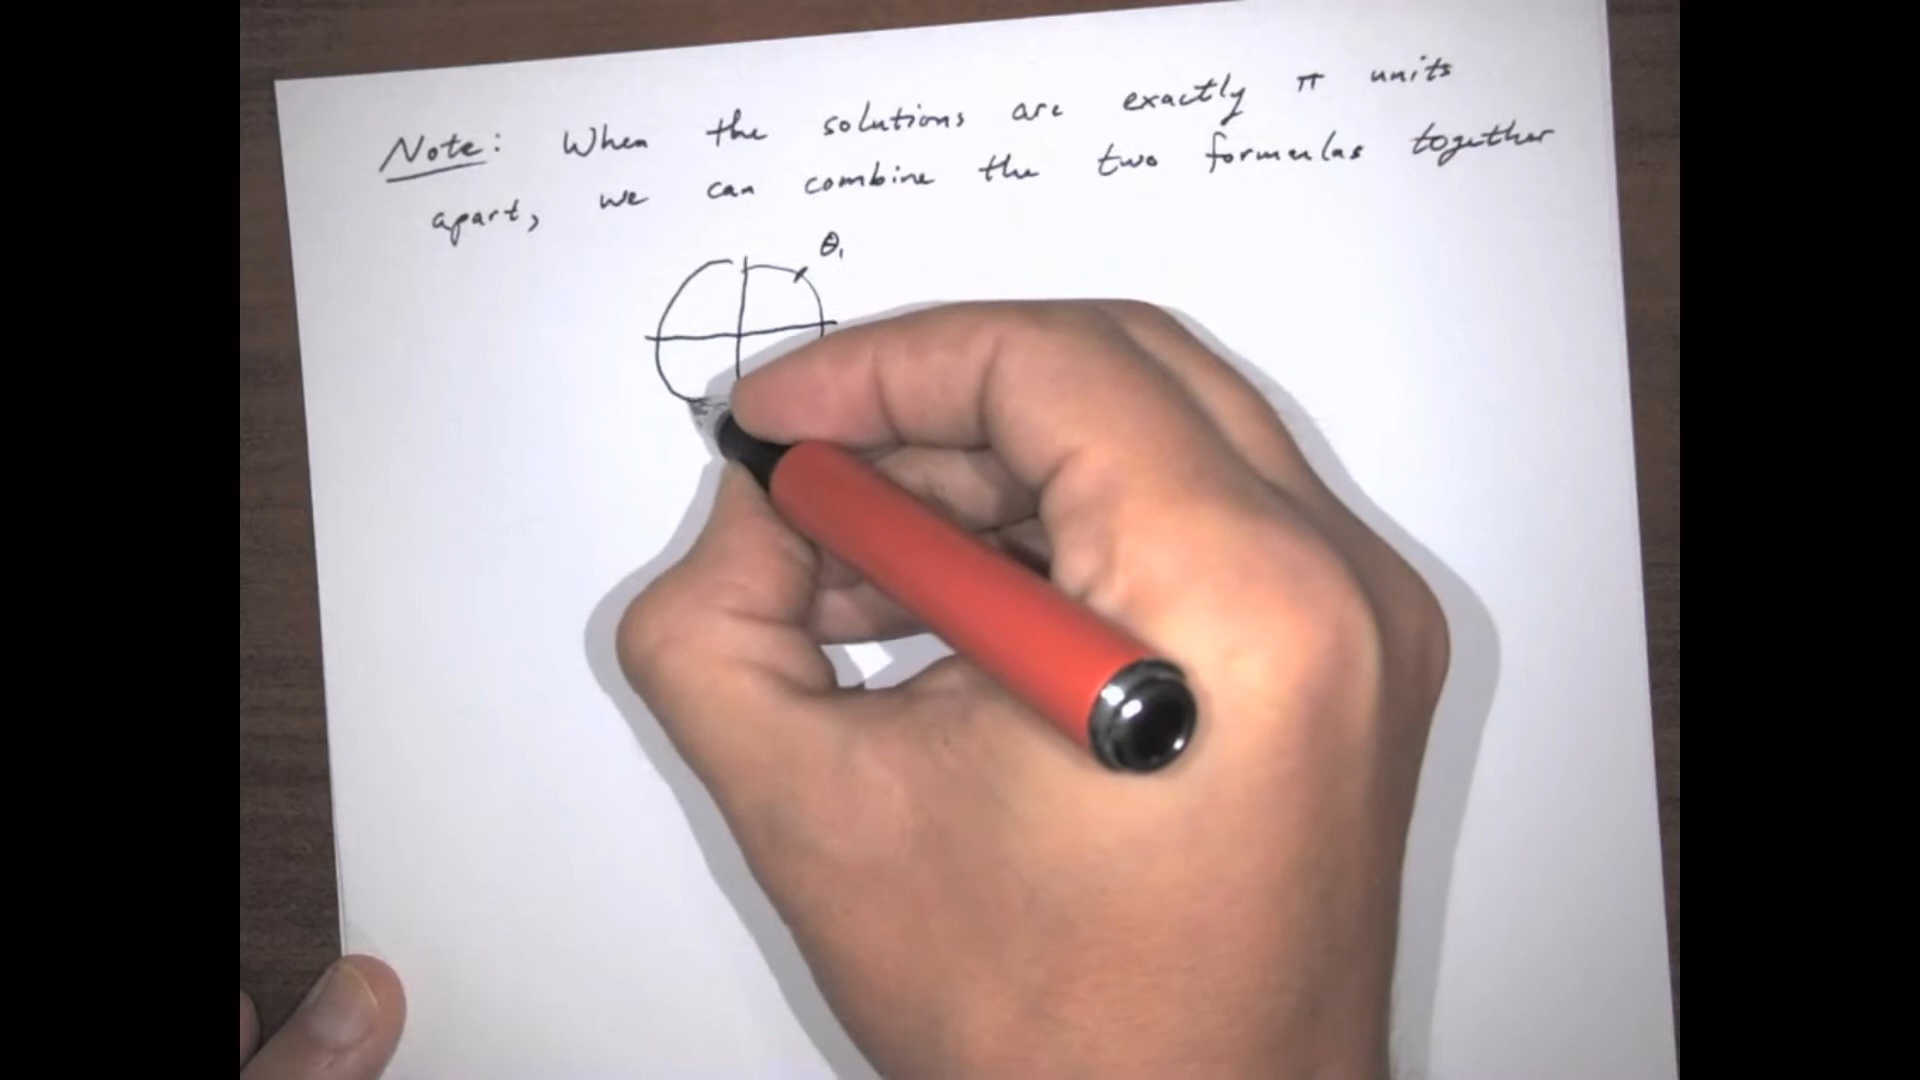 Note: When the solutions are exactly π units
apart, we can combine the two formulas together
θ₁